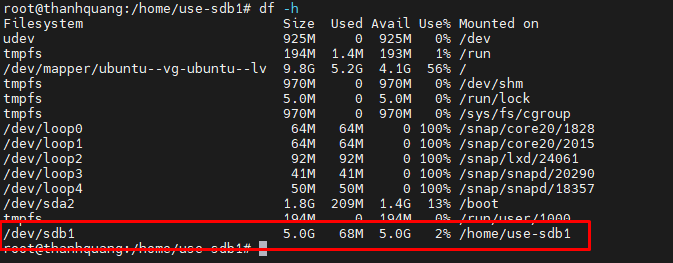 root@thanhquang:/home/use-sdb1# df -h
Filesystem Size Used Avail Use% Mounted on
udev 925M 0 925M 0% /dev
tmpfs 194M 1.4M 193M 1% /run
/dev/mapper/ubuntu--vg-ubuntu--lv 9.8G 5.2G 4.1G 56% /
tmpfs 970M 0 970M 0% /dev/shm
tmpfs 5.0M 0 5.0M 0% /run/lock
tmpfs 970M 0 970M 0% /sys/fs/cgroup
/dev/loop0 64M 64M 0 100% /snap/core20/1828
/dev/loop1 64M 64M 0 100% /snap/core20/2015
/dev/loop2 92M 92M 0 100% /snap/lxd/24061
/dev/loop3 41M 41M 0 100% /snap/snapd/20290
/dev/loop4 50M 50M 0 100% /snap/snapd/18357
/dev/sda2 1.8G 209M 1.4G 13% /boot
tmpfs 194M 0 194M 0% /run/user/1000
/dev/sdb1 5.0G 68M 5.0G 2% /home/use-sdb1
root@thanhquang:/home/use-sdb1#